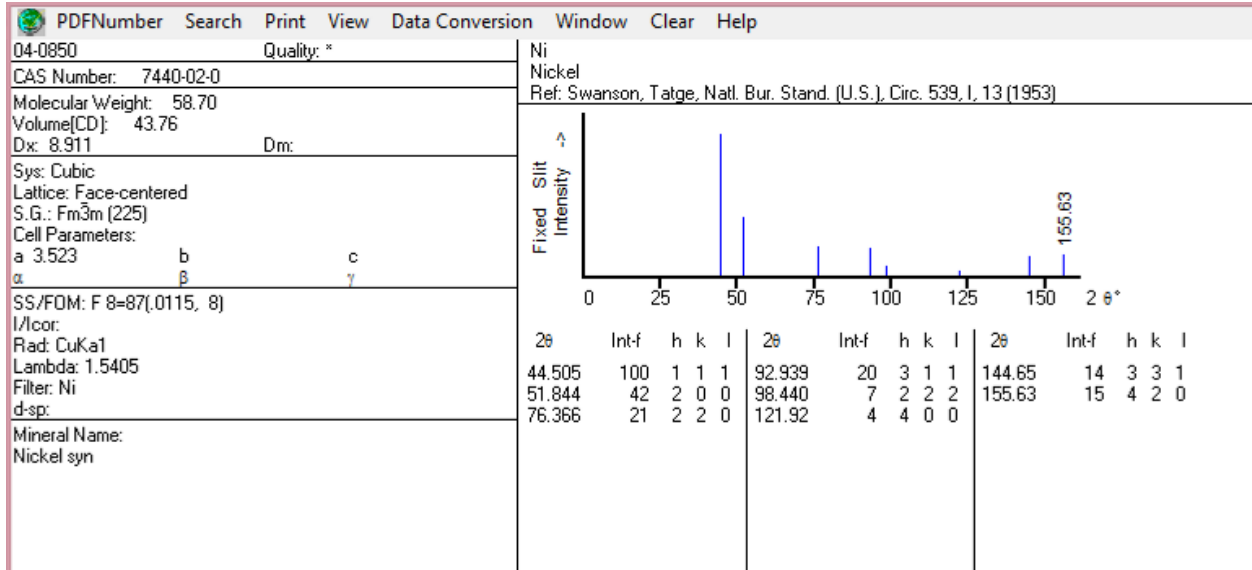 PDFNumber Search Print View Data Conversion Window Clear Help
04-0850 Quality: *
CAS Number: 7440-02-0
Molecular Weight: 58.70
Volume[CD]: 43.76
Dx: 8.911 Dm:
Sys: Cubic
Lattice: Face-centered
S.G.: Fm3̅m (225)
Cell Parameters:
a 3.523 b c
α β γ
SS/FOM: F 8=87(.0115, 8)
I/Icor:
Rad: CuKa1
Lambda: 1.5405
Filter: Ni
d-sp:
Mineral Name:
Nickel syn
Ni
Nickel
Ref: Swanson, Tatge, Natl. Bur. Stand. (U.S.), Circ. 539, I, 13 (1953)
Fixed Slit
Intensity ->
155.63
0 25 50 75 100 125 150 2 θ°
2θ Int-f h k l 2θ Int-f h k l 2θ Int-f h k l
44.505 100 1 1 1 92.939 20 3 1 1 144.65 14 3 3 1
51.844 42 2 0 0 98.440 7 2 2 2 155.63 15 4 2 0
76.366 21 2 2 0 121.92 4 4 0 0